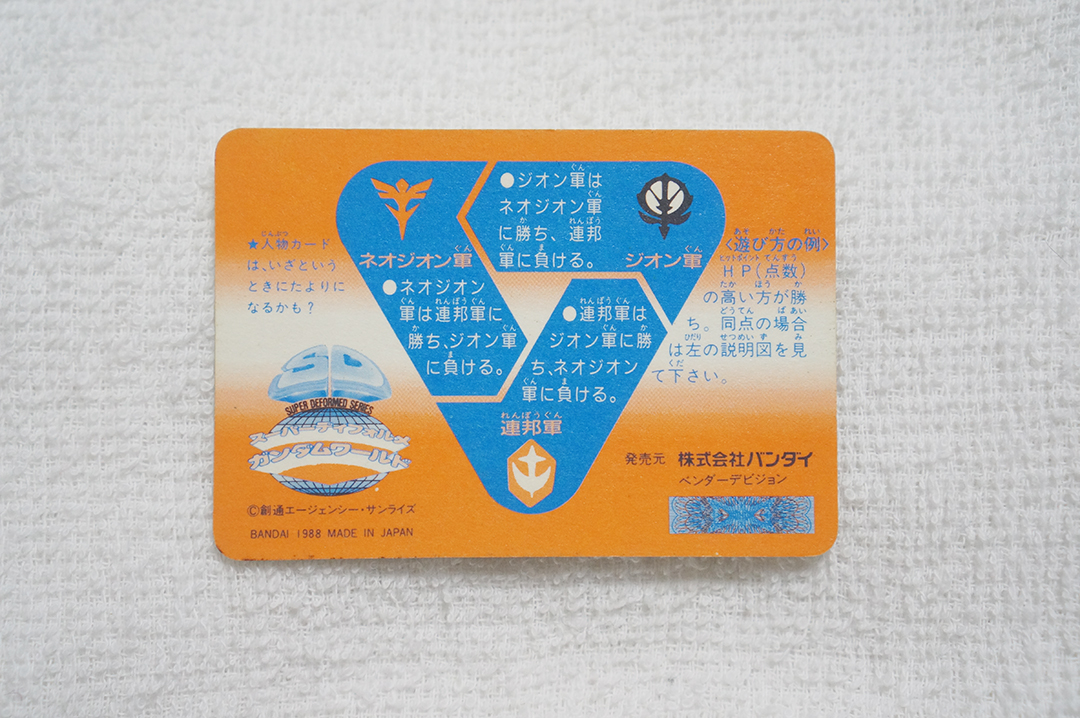 ●ジオン軍は
ネオジオン軍
に勝ち、連邦
軍に負ける。
ネオジオン軍
ジオン軍
●ネオジオン
軍は連邦軍に
勝ち、ジオン軍
に負ける。
●連邦軍は
ジオン軍に勝
ち、ネオジオン
軍に負ける。
連邦軍
★人物カード
は、いざという
ときにたよりに
なるかも？
〈遊び方の例〉
HP(点数)
の高い方が勝
ち。同点の場合
は左の説明図を見
て下さい。
SD
SUPER DEFORMED SERIES
スーパーディフォルメ
ガンダムワールド
©創通エージェンシー・サンライズ
BANDAI 1988 MADE IN JAPAN
発売元 株式会社バンダイ
ベンダーデビジョン